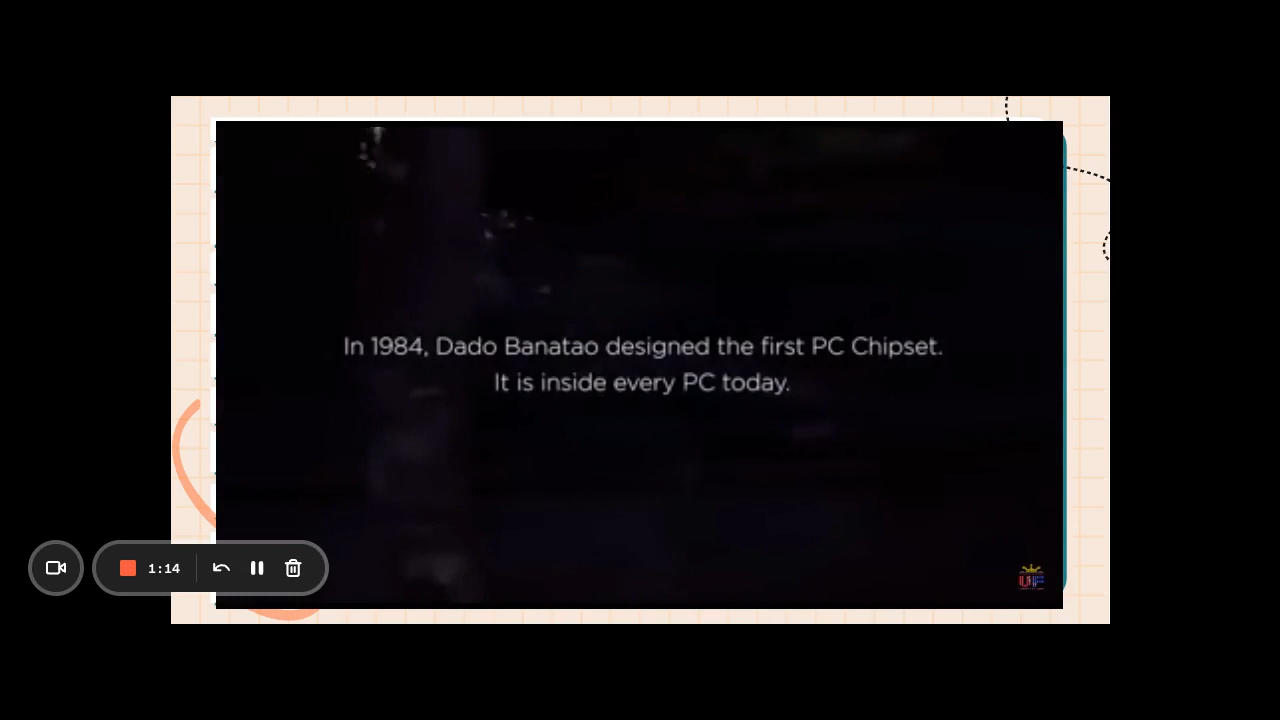 In 1984, Dado Banatao designed the first PC Chipset.
It is inside every PC today.
1:14